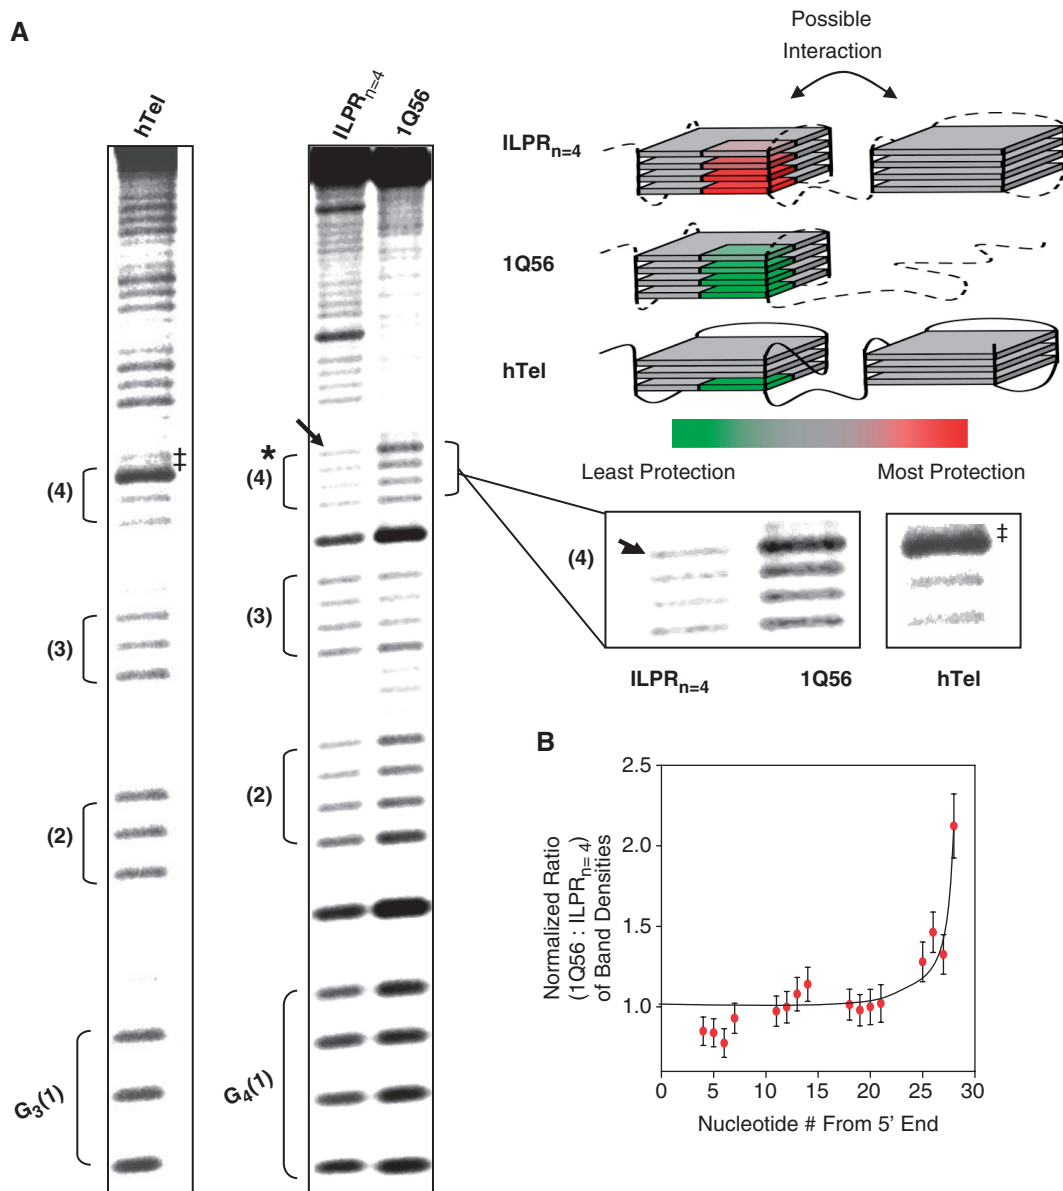 A
hTel
ILPRn=4
1Q56
Possible
Interaction
ILPRn=4
1Q56
hTel
Least Protection
Most Protection
‡
(4)
(3)
(2)
G3(1)
*
(4)
(3)
(2)
G4(1)
(4)
‡
ILPRn=4
1Q56
hTel
B
Normalized Ratio
(1Q56 : ILPRn= 4)
of Band Densities
2.5
2.0
1.5
1.0
0
5
10
15
20
25
30
Nucleotide # From 5' End